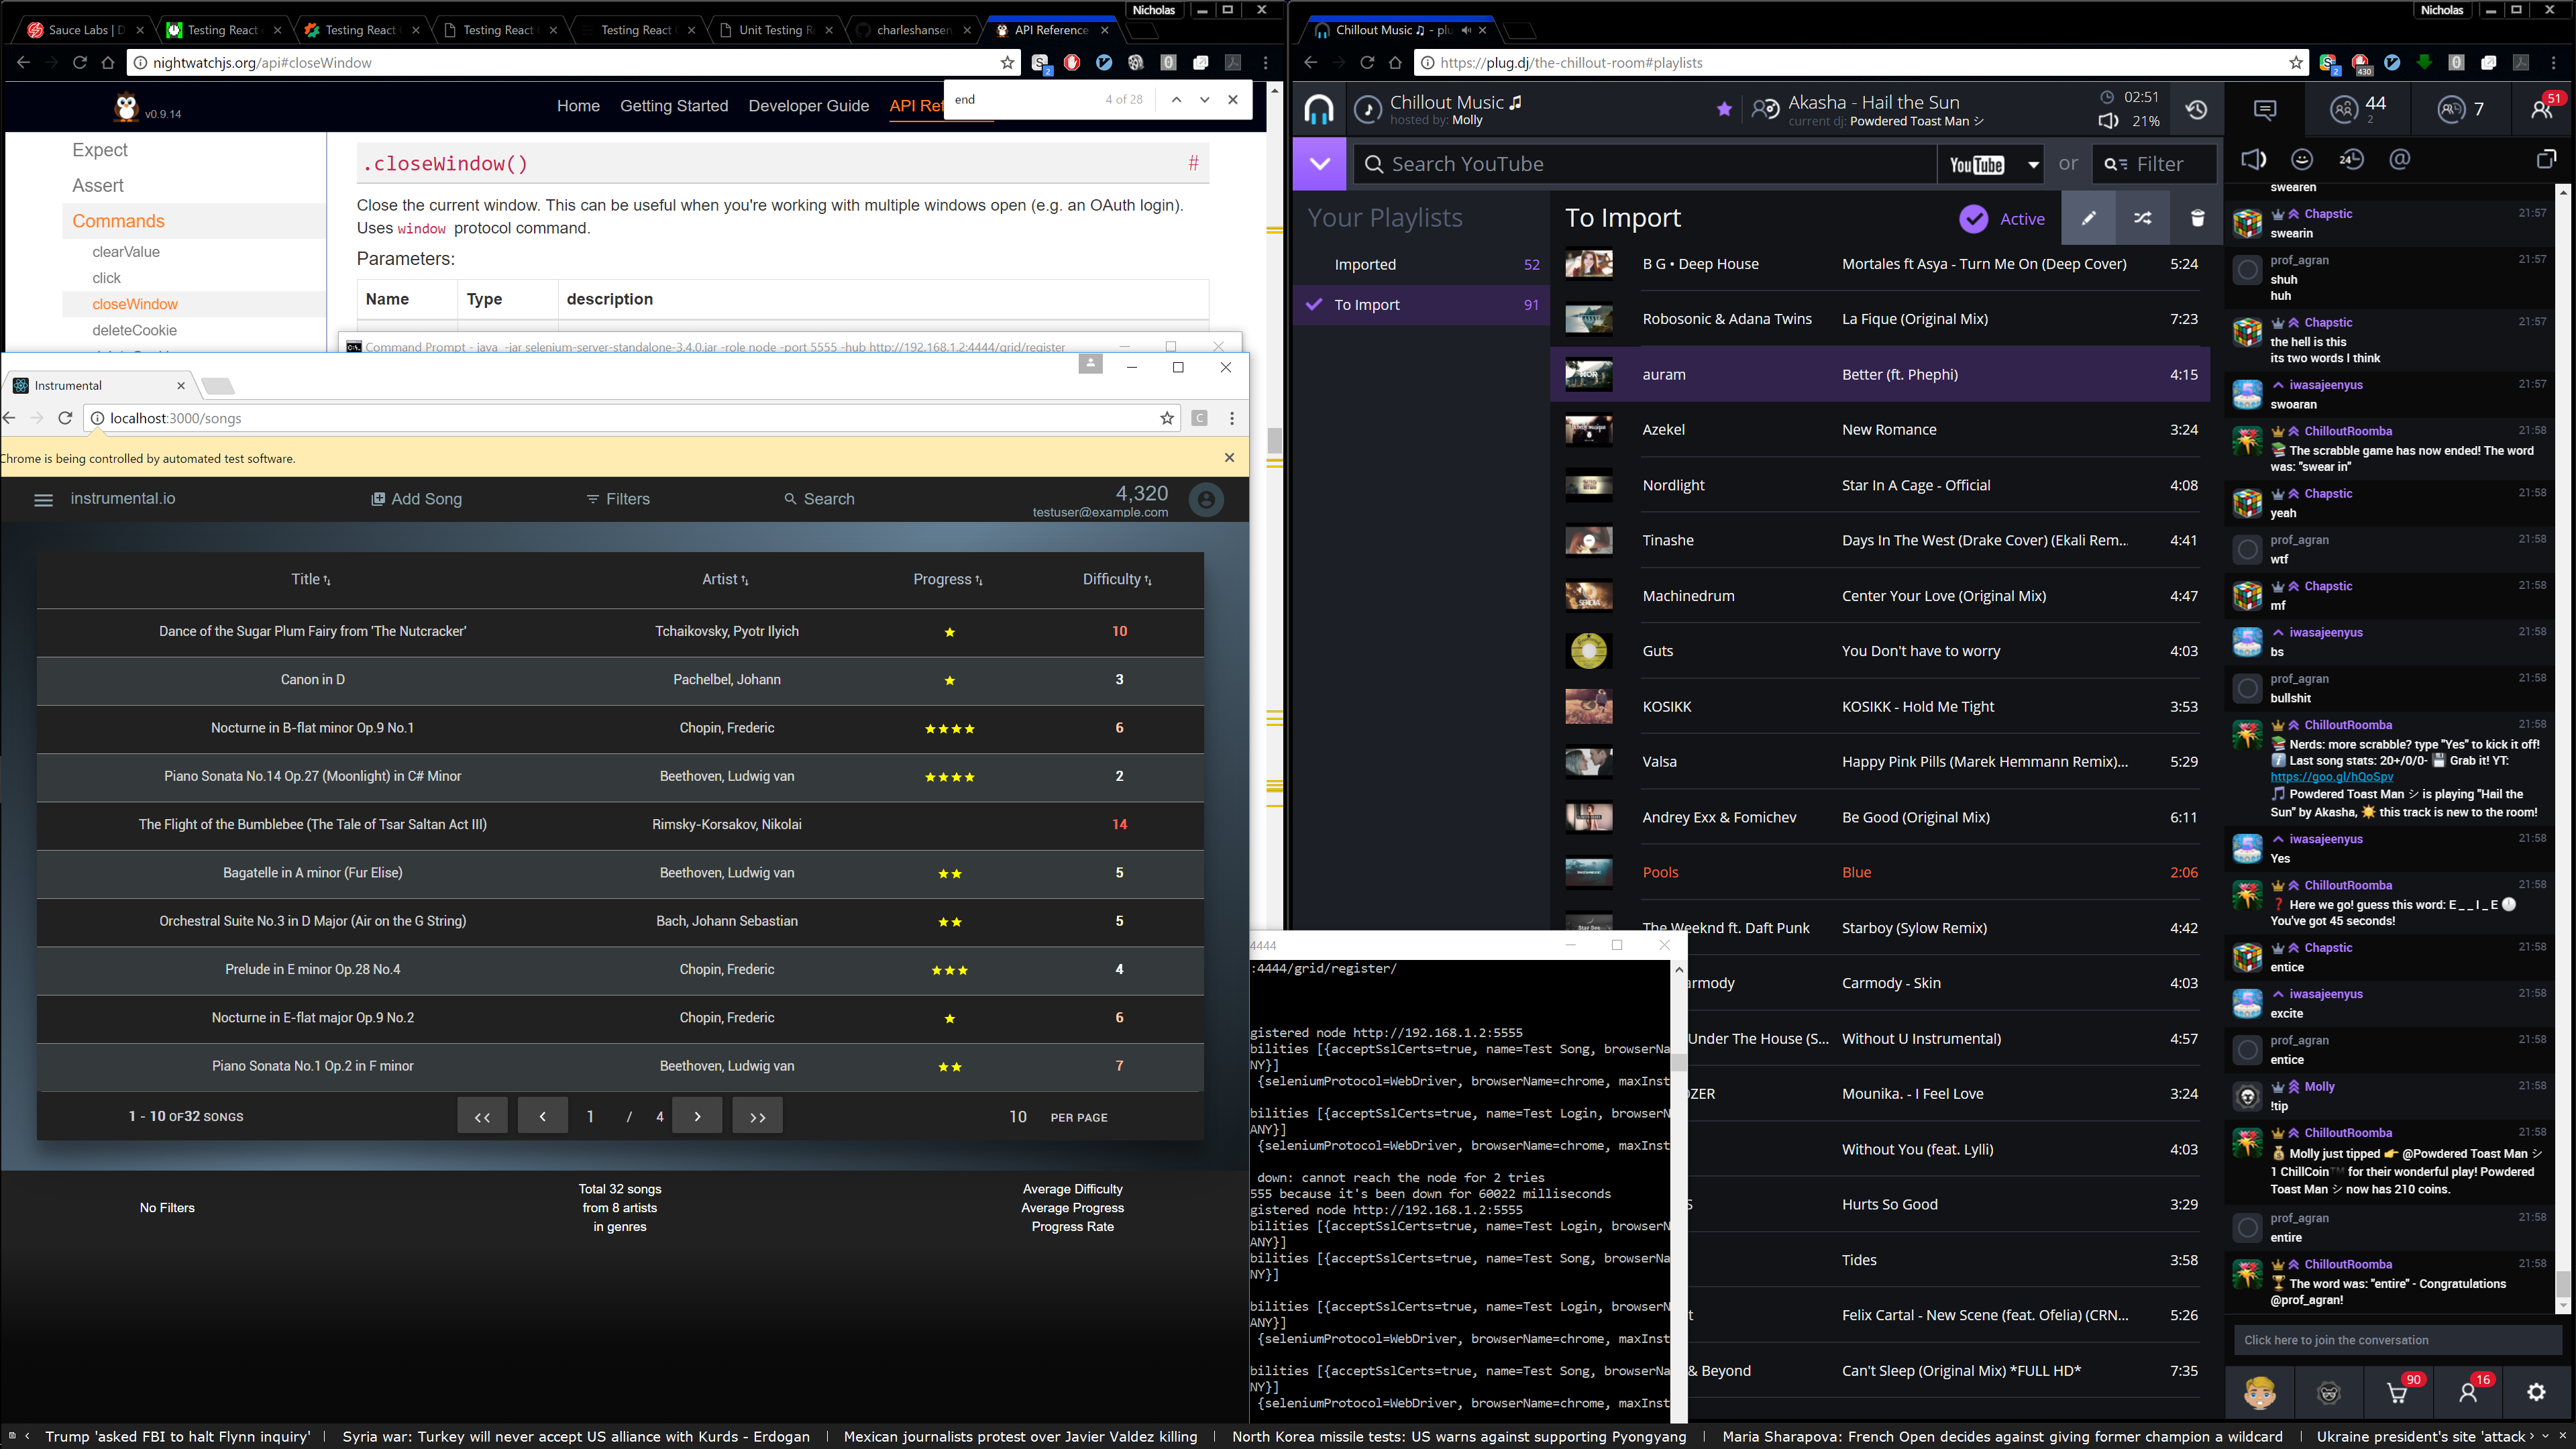 Nicholas
Sauce Labs | D
Testing React
Testing React
Testing React
Testing React
Unit Testing R
charleshansen
API Reference
nightwatchjs.org/api#closeWindow
end
4 of 28
v0.9.14
Home
Getting Started
Developer Guide
API Ref
Expect
Assert
Commands
clearValue
click
closeWindow
deleteCookie
.closeWindow()
#
Close the current window. This can be useful when you're working with multiple windows open (e.g. an OAuth login).
Uses window protocol command.
Parameters:
Name Type description
Command Prompt - java -jar selenium-server-standalone-3.4.0.jar -role node -port 5555 -hub http://192.168.1.2:4444/grid/register
Instrumental
localhost:3000/songs
Chrome is being controlled by automated test software.
instrumental.io
Add Song
Filters
Search
4,320
testuser@example.com
Title Artist Progress Difficulty
Dance of the Sugar Plum Fairy from 'The Nutcracker' Tchaikovsky, Pyotr Ilyich ★ 10
Canon in D Pachelbel, Johann ★ 3
Nocturne in B-flat minor Op.9 No.1 Chopin, Frederic ★★★★ 6
Piano Sonata No.14 Op.27 (Moonlight) in C# Minor Beethoven, Ludwig van ★★★★ 2
The Flight of the Bumblebee (The Tale of Tsar Saltan Act III) Rimsky-Korsakov, Nikolai 14
Bagatelle in A minor (Fur Elise) Beethoven, Ludwig van ★★ 5
Orchestral Suite No.3 in D Major (Air on the G String) Bach, Johann Sebastian ★★ 5
Prelude in E minor Op.28 No.4 Chopin, Frederic ★★★ 4
Nocturne in E-flat major Op.9 No.2 Chopin, Frederic ★ 6
Piano Sonata No.1 Op.2 in F minor Beethoven, Ludwig van ★★ 7
1 - 10 OF32 SONGS << < 1 / 4 > >> 10 PER PAGE
No Filters
Total 32 songs
from 8 artists
in genres
Average Difficulty
Average Progress
Progress Rate
4444
:4444/grid/register/
gistered node http://192.168.1.2:5555
bilities [{acceptSslCerts=true, name=Test Song, browserNa
NY}]
{seleniumProtocol=WebDriver, browserName=chrome, maxInst
bilities [{acceptSslCerts=true, name=Test Login, browserN
ANY}]
{seleniumProtocol=WebDriver, browserName=chrome, maxInst
down: cannot reach the node for 2 tries
555 because it's been down for 60022 milliseconds
gistered node http://192.168.1.2:5555
bilities [{acceptSslCerts=true, name=Test Login, browserN
ANY}]
bilities [{acceptSslCerts=true, name=Test Song, browserNa
NY}]
bilities [{acceptSslCerts=true, name=Test Login, browserN
ANY}]
{seleniumProtocol=WebDriver, browserName=chrome, maxInst
bilities [{acceptSslCerts=true, name=Test Song, browserNa
NY}]
{seleniumProtocol=WebDriver, browserName=chrome, maxInst
Nicholas
Chillout Music ♫ - plu
https://plug.dj/the-chillout-room#playlists
2
430
Chillout Music ♫
hosted by: Molly
Akasha - Hail the Sun
current dj: Powdered Toast Man シ
02:51
21%
44
2
7
51
Search YouTube
YouTube
or
Filter
Your Playlists
Imported 52
To Import 91
To Import
Active
B G • Deep House Mortales ft Asya - Turn Me On (Deep Cover) 5:24
Robosonic & Adana Twins La Fique (Original Mix) 7:23
auram Better (ft. Phephi) 4:15
Azekel New Romance 3:24
Nordlight Star In A Cage - Official 4:08
Tinashe Days In The West (Drake Cover) (Ekali Rem... 4:41
Machinedrum Center Your Love (Original Mix) 4:47
Guts You Don't have to worry 4:03
KOSIKK KOSIKK - Hold Me Tight 3:53
Valsa Happy Pink Pills (Marek Hemmann Remix)... 5:29
Andrey Exx & Fomichev Be Good (Original Mix) 6:11
Pools Blue 2:06
The Weeknd ft. Daft Punk Starboy (Sylow Remix) 4:42
armody Carmody - Skin 4:03
Under The House (S... Without U Instrumental) 4:57
OZER Mounika. - I Feel Love 3:24
Without You (feat. Lylli) 4:03
S Hurts So Good 3:29
Tides 3:58
t Felix Cartal - New Scene (feat. Ofelia) (CRN... 5:26
& Beyond Can't Sleep (Original Mix) *FULL HD* 7:35
swearen
Chapstic 21:57
swearin
prof_agran 21:57
shuh
huh
Chapstic 21:57
the hell is this
its two words I think
iwasajeenyus 21:57
swoaran
ChilloutRoomba 21:58
📚 The scrabble game has now ended! The word
was: "swear in"
Chapstic 21:58
yeah
prof_agran 21:58
wtf
Chapstic 21:58
mf
iwasajeenyus 21:58
bs
prof_agran 21:58
bullshit
ChilloutRoomba 21:58
📚 Nerds: more scrabble? type "Yes" to kick it off!
Last song stats: 20+/0/0- 💾 Grab it! YT:
https://goo.gl/hQoSpv
🎵 Powdered Toast Man シ is playing "Hail the
Sun" by Akasha, ☀ this track is new to the room!
iwasajeenyus 21:58
Yes
ChilloutRoomba 21:58
❓ Here we go! guess this word: E _ _ I _ E
You've got 45 seconds!
Chapstic 21:58
entice
iwasajeenyus 21:58
excite
prof_agran 21:58
entice
Molly 21:58
!tip
ChilloutRoomba 21:58
💰 Molly just tipped 👉 @Powdered Toast Man シ
1 ChillCoin™ for their wonderful play! Powdered
Toast Man シ now has 210 coins.
prof_agran 21:58
entire
ChilloutRoomba 21:58
🏆 The word was: "entire" - Congratulations
@prof_agran!
Click here to join the conversation
90
16
Trump 'asked FBI to halt Flynn inquiry' | Syria war: Turkey will never accept US alliance with Kurds - Erdogan | Mexican journalists protest over Javier Valdez killing | North Korea missile tests: US warns against supporting Pyongyang | Maria Sharapova: French Open decides against giving former champion a wildcard | Ukraine president's site 'attack